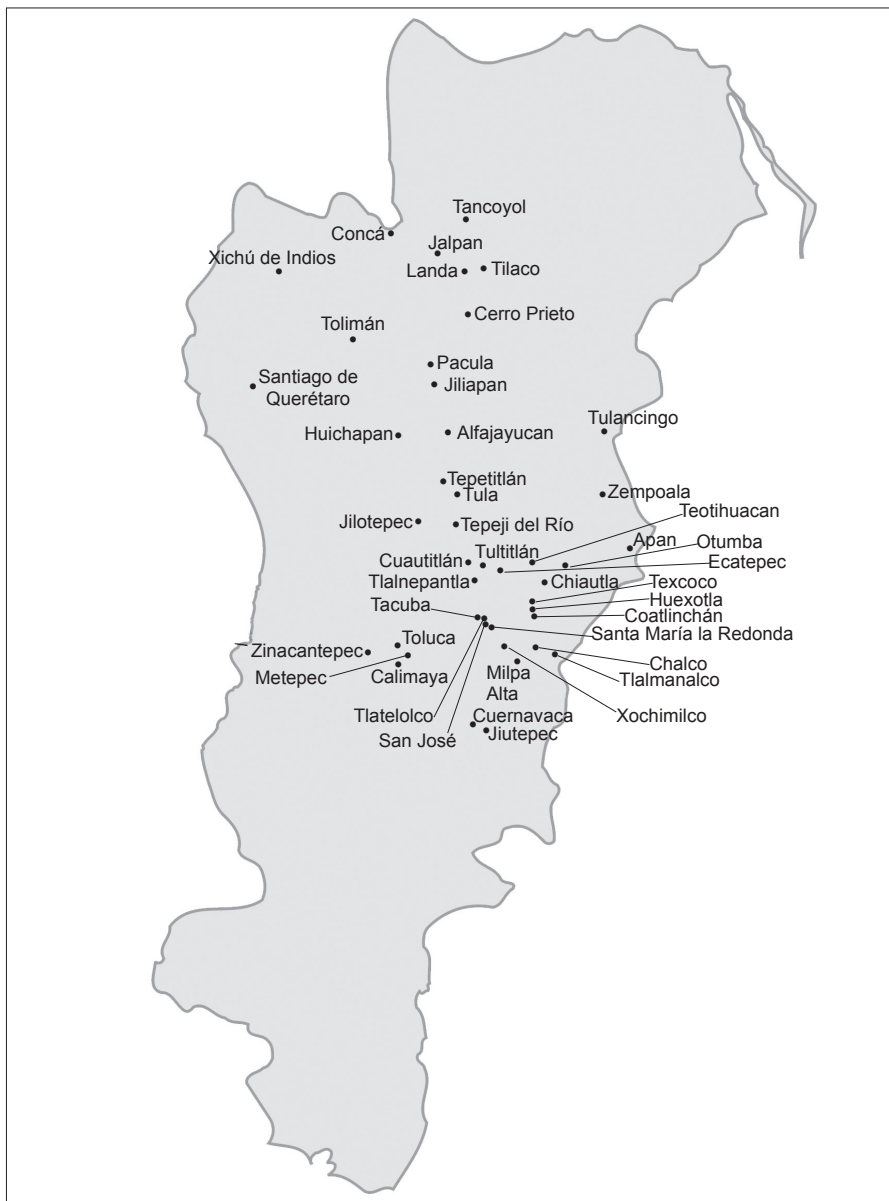 Tancoyol
Concá
Jalpan
Xichú de Indios
Landa
Tilaco
Cerro Prieto
Tolimán
Pacula
Santiago de
Querétaro
Jiliapan
Tulancingo
Huichapan
Alfajayucan
Tepetitlán
Tula
Zempoala
Teotihuacan
Jilotepec
Tepeji del Río
Apan
Otumba
Tultitlán
Cuautitlán
Ecatepec
Tlalnepantla
Chiautla
Texcoco
Huexotla
Tacuba
Coatlinchán
Santa María la Redonda
Toluca
Zinacantepec
Chalco
Metepec
Calimaya
Milpa
Alta
Tlalmanalco
Tlatelolco
Cuernavaca
Xochimilco
San José
Jiutepec